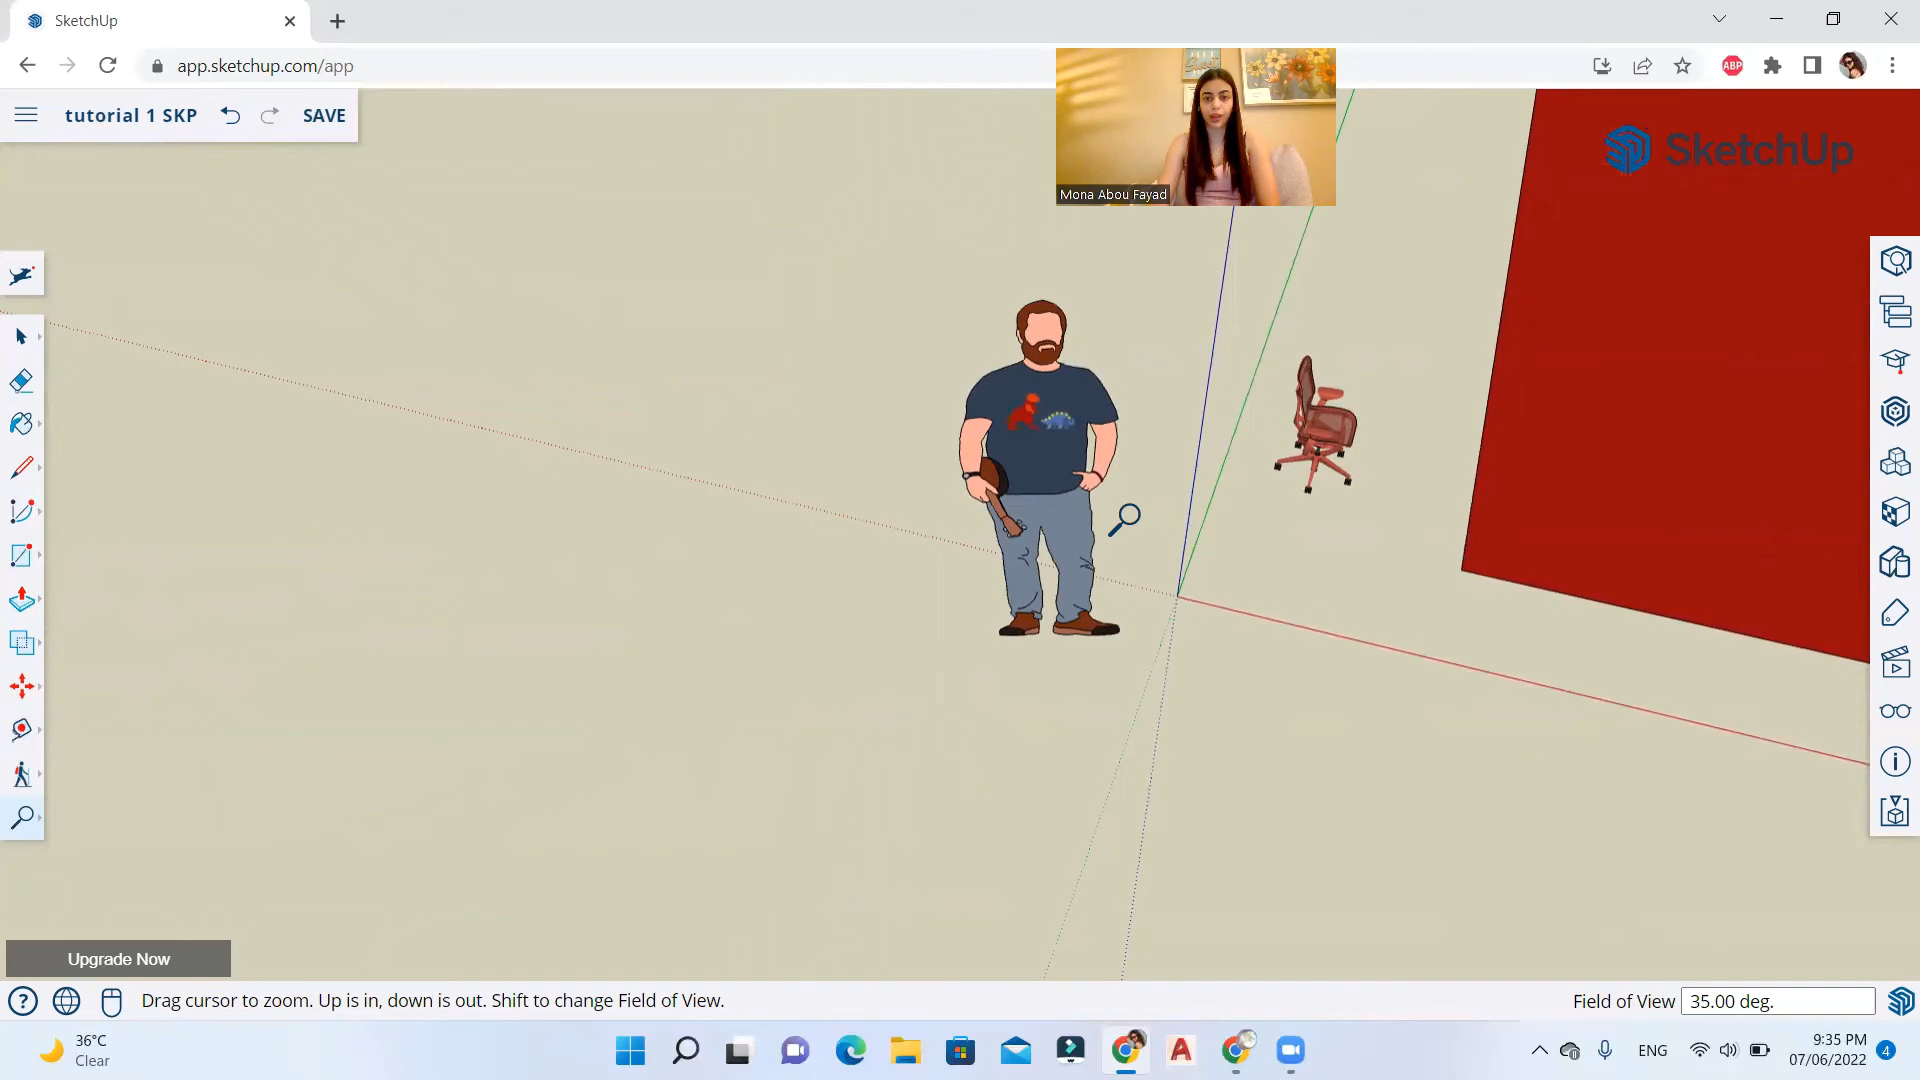 SketchUp
app.sketchup.com/app
ABP
tutorial 1 SKP
SAVE
Mona Abou Fayad
SketchUp
Upgrade Now
Drag cursor to zoom. Up is in, down is out. Shift to change Field of View.
Field of View
35.00 deg.
36°C
Clear
ENG
9:35 PM
07/06/2022
4